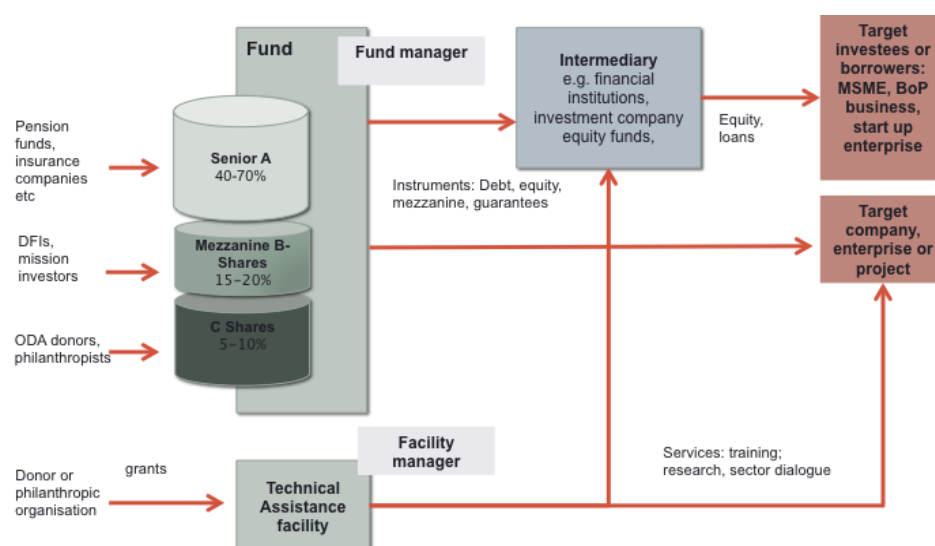 Fund
Fund manager
Pension
funds,
insurance
companies
etc
Senior A
40-70%
DFIs,
mission
investors
Mezzanine B-
Shares
15–20%
ODA donors,
philanthropists
C Shares
5–10%
Intermediary
e.g. financial
institutions,
investment company
equity funds,
Instruments: Debt, equity,
mezzanine, guarantees
Equity,
loans
Target
investees or
borrowers:
MSME, BoP
business,
start up
enterprise
Target
company,
enterprise or
project
Facility
manager
Donor or
philanthropic
organisation
grants
Technical
Assistance
facility
Services: training;
research, sector dialogue